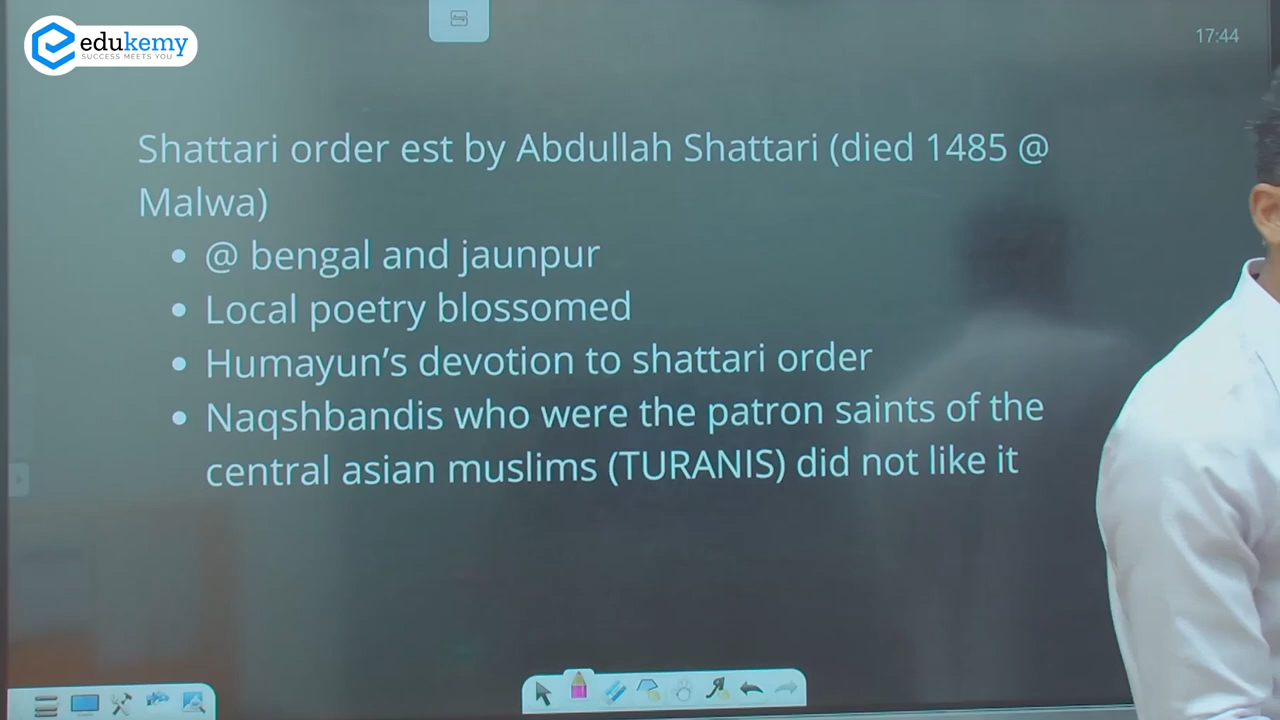 edukemy
SUCCESS MEETS YOU
17:44
Shattari order est by Abdullah Shattari (died 1485 @
Malwa)
• @ bengal and jaunpur
• Local poetry blossomed
• Humayun’s devotion to shattari order
• Naqshbandis who were the patron saints of the
central asian muslims (TURANIS) did not like it